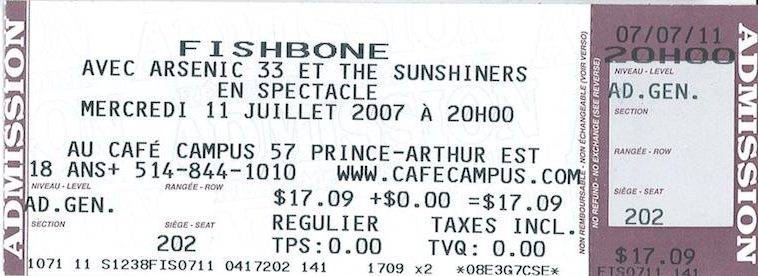 ADMISSION
FISHBONE
AVEC ARSENIC 33 ET THE SUNSHINERS
EN SPECTACLE
MERCREDI 11 JUILLET 2007 À 20H00
AU CAFÉ CAMPUS 57 PRINCE-ARTHUR EST
18 ANS+ 514-844-1010 WWW.CAFECAMPUS.COM
NIVEAU - LEVEL RANGÉE - ROW
AD.GEN. $17.09 +$0.00 =$17.09
SECTION SIÈGE - SEAT REGULIER TAXES INCL.
202 TPS:0.00 TVQ: 0.00
1071 11 S1238FIS0711 0417202 141 1709 x2 *08E3G7CSE*
NON REMBOURSABLE - NON ÉCHANGEABLE (VOIR VERSO)
NO REFUND - NO EXCHANGE (SEE REVERSE)
07/07/11
20H00
NIVEAU - LEVEL
AD.GEN.
SECTION
RANGÉE - ROW
SIÈGE - SEAT
202
$17.09
FIS0711 141
ADMISSION